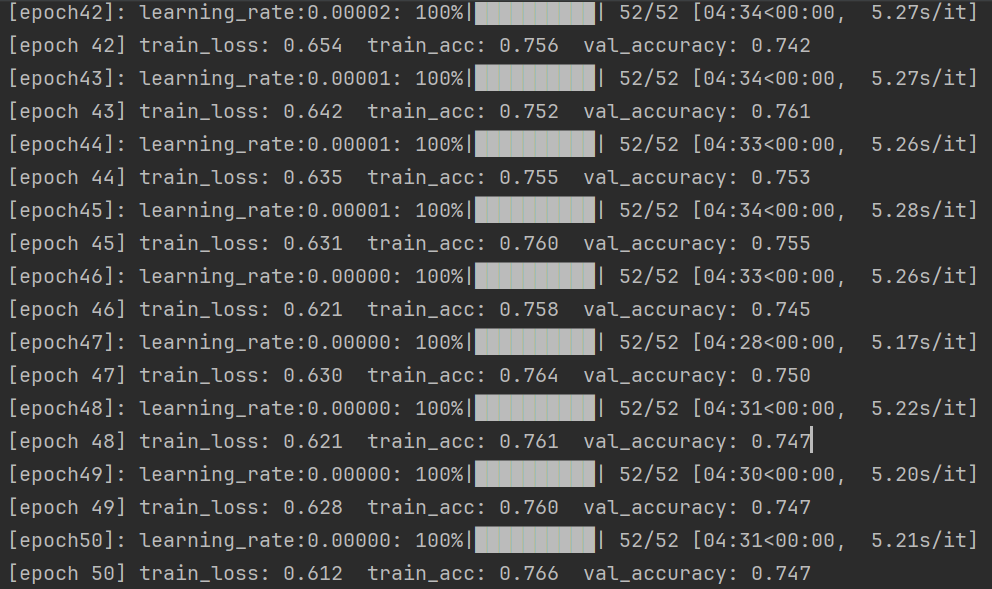 [epoch42]: learning_rate:0.00002: 100%|██████████| 52/52 [04:34<00:00,  5.27s/it]
[epoch 42] train_loss: 0.654  train_acc: 0.756  val_accuracy: 0.742
[epoch43]: learning_rate:0.00001: 100%|██████████| 52/52 [04:34<00:00,  5.27s/it]
[epoch 43] train_loss: 0.642  train_acc: 0.752  val_accuracy: 0.761
[epoch44]: learning_rate:0.00001: 100%|██████████| 52/52 [04:33<00:00,  5.26s/it]
[epoch 44] train_loss: 0.635  train_acc: 0.755  val_accuracy: 0.753
[epoch45]: learning_rate:0.00001: 100%|██████████| 52/52 [04:34<00:00,  5.28s/it]
[epoch 45] train_loss: 0.631  train_acc: 0.760  val_accuracy: 0.755
[epoch46]: learning_rate:0.00000: 100%|██████████| 52/52 [04:33<00:00,  5.26s/it]
[epoch 46] train_loss: 0.621  train_acc: 0.758  val_accuracy: 0.745
[epoch47]: learning_rate:0.00000: 100%|██████████| 52/52 [04:28<00:00,  5.17s/it]
[epoch 47] train_loss: 0.630  train_acc: 0.764  val_accuracy: 0.750
[epoch48]: learning_rate:0.00000: 100%|██████████| 52/52 [04:31<00:00,  5.22s/it]
[epoch 48] train_loss: 0.621  train_acc: 0.761  val_accuracy: 0.747
[epoch49]: learning_rate:0.00000: 100%|██████████| 52/52 [04:30<00:00,  5.20s/it]
[epoch 49] train_loss: 0.628  train_acc: 0.760  val_accuracy: 0.747
[epoch50]: learning_rate:0.00000: 100%|██████████| 52/52 [04:31<00:00,  5.21s/it]
[epoch 50] train_loss: 0.612  train_acc: 0.766  val_accuracy: 0.747